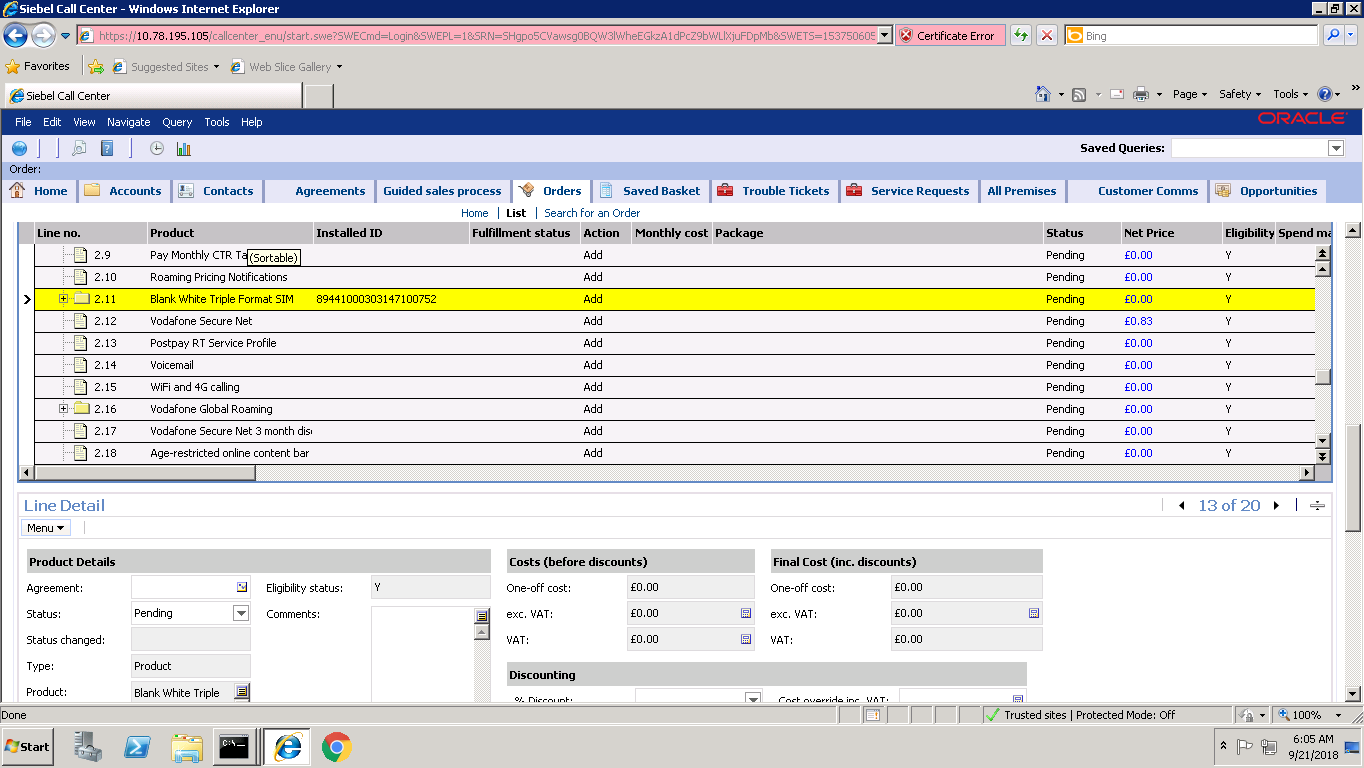 Siebel Call Center - Windows Internet Explorer
https://10.78.195.105/callcenter_enu/start.swe?SWECmd=Login&SWEPL=1&SRN=
Certificate Error
Bing
Favorites
Suggested Sites
Web Slice Gallery
Siebel Call Center
Page
Safety
Tools
File Edit View Navigate Query Tools Help
ORACLE
Saved Queries:
Order:
Home Accounts Contacts Agreements Guided sales process Orders Saved Basket Trouble Tickets Service Requests All Premises Customer Comms Opportunities
Home | List | Search for an Order
Line no. Product Installed ID Fulfillment status Action Monthly cost Package Status Net Price Eligibility Spend ma
2.9 Pay Monthly CTR Ta (Sortable) Add Pending £0.00 Y
2.10 Roaming Pricing Notifications Add Pending £0.00 Y
2.11 Blank White Triple Format SIM 89441000303147100752 Add Pending £0.00 Y
2.12 Vodafone Secure Net Add Pending £0.83 Y
2.13 Postpay RT Service Profile Add Pending £0.00 Y
2.14 Voicemail Add Pending £0.00 Y
2.15 WiFi and 4G calling Add Pending £0.00 Y
2.16 Vodafone Global Roaming Add Pending £0.00 Y
2.17 Vodafone Secure Net 3 month disc Add Pending £0.00 Y
2.18 Age-restricted online content bar Add Pending £0.00 Y
Line Detail
13 of 20
Menu
Product Details Costs (before discounts) Final Cost (inc. discounts)
Agreement: Eligibility status: Y One-off cost: £0.00 One-off cost: £0.00
Status: Pending Comments: exc. VAT: £0.00 exc. VAT: £0.00
Status changed: VAT: £0.00 VAT: £0.00
Type: Product
Discounting
Product: Blank White Triple
% Discount: Cost override inc. VAT:
Done
Trusted sites | Protected Mode: Off
100%
Start
C:\.
6:05 AM
9/21/2018